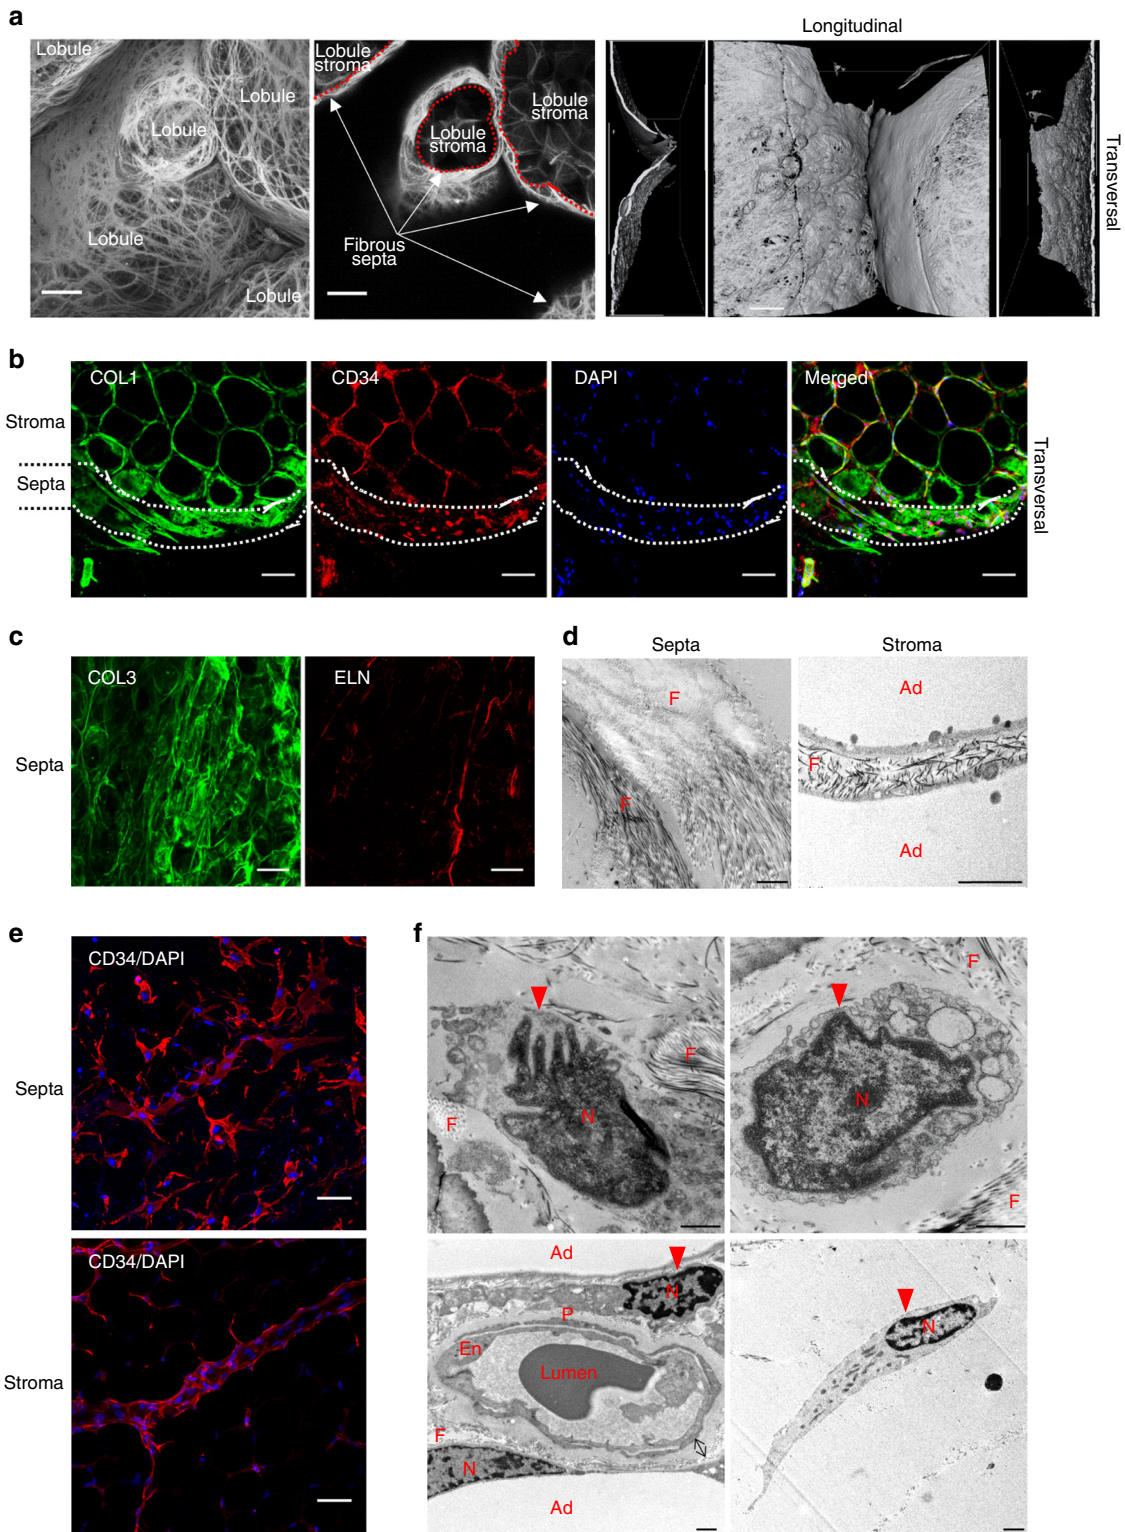 a
Longitudinal
Lobule
Lobule
Lobule
Lobule
Lobule
Lobule
stroma
Lobule
stroma
Lobule
stroma
Fibrous
septa
Transversal
b
COL1
CD34
DAPI
Merged
Stroma
Septa
Transversal
c
COL3
ELN
Septa
d
Septa
Stroma
F
F
Ad
F
Ad
e
CD34/DAPI
Septa
CD34/DAPI
Stroma
f
F
N
F
F
N
F
Ad
N
P
En
Lumen
F
N
Ad
N